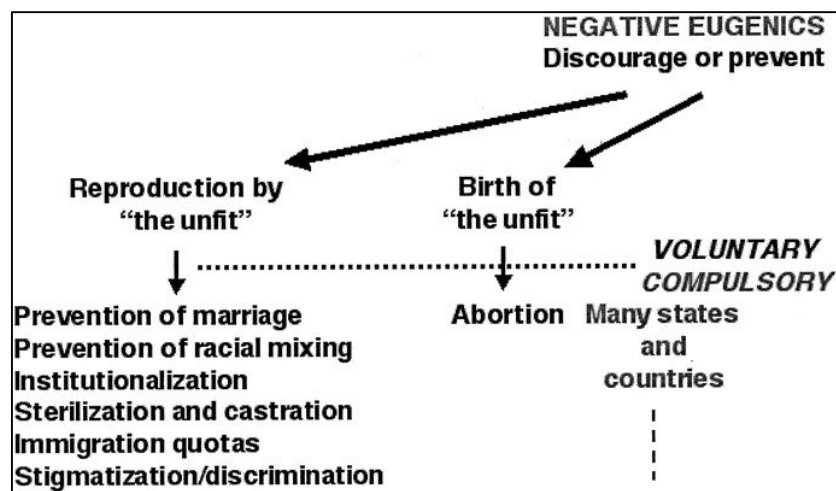 NEGATIVE EUGENICS
Discourage or prevent
Reproduction by
“the unfit”
Birth of
“the unfit”
VOLUNTARY
COMPULSORY
Prevention of marriage
Prevention of racial mixing
Institutionalization
Sterilization and castration
Immigration quotas
Stigmatization/discrimination
Abortion
Many states
and
countries